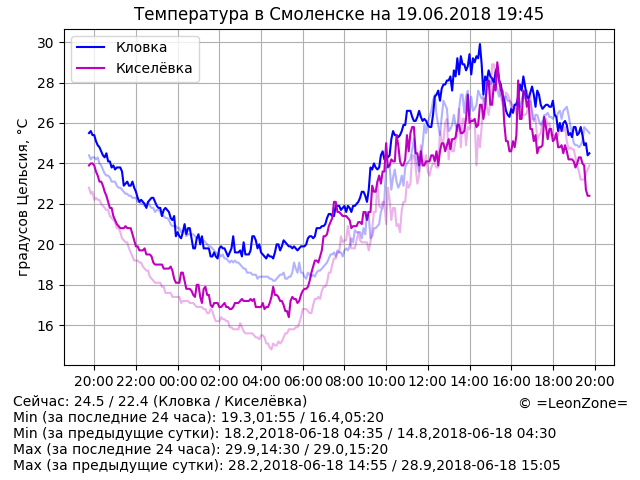 Температура в Смоленске на 19.06.2018 19:45
градусов Цельсия, °C
30
28
26
24
22
20
18
16
Кловка
Киселёвка
20:00 22:00 00:00 02:00 04:00 06:00 08:00 10:00 12:00 14:00 16:00 18:00 20:00
Сейчас: 24.5 / 22.4 (Кловка / Киселёвка)
© =LeonZone=
Min (за последние 24 часа): 19.3,01:55 / 16.4,05:20
Min (за предыдущие сутки): 18.2,2018-06-18 04:35 / 14.8,2018-06-18 04:30
Max (за последние 24 часа): 29.9,14:30 / 29.0,15:20
Max (за предыдущие сутки): 28.2,2018-06-18 14:55 / 28.9,2018-06-18 15:05